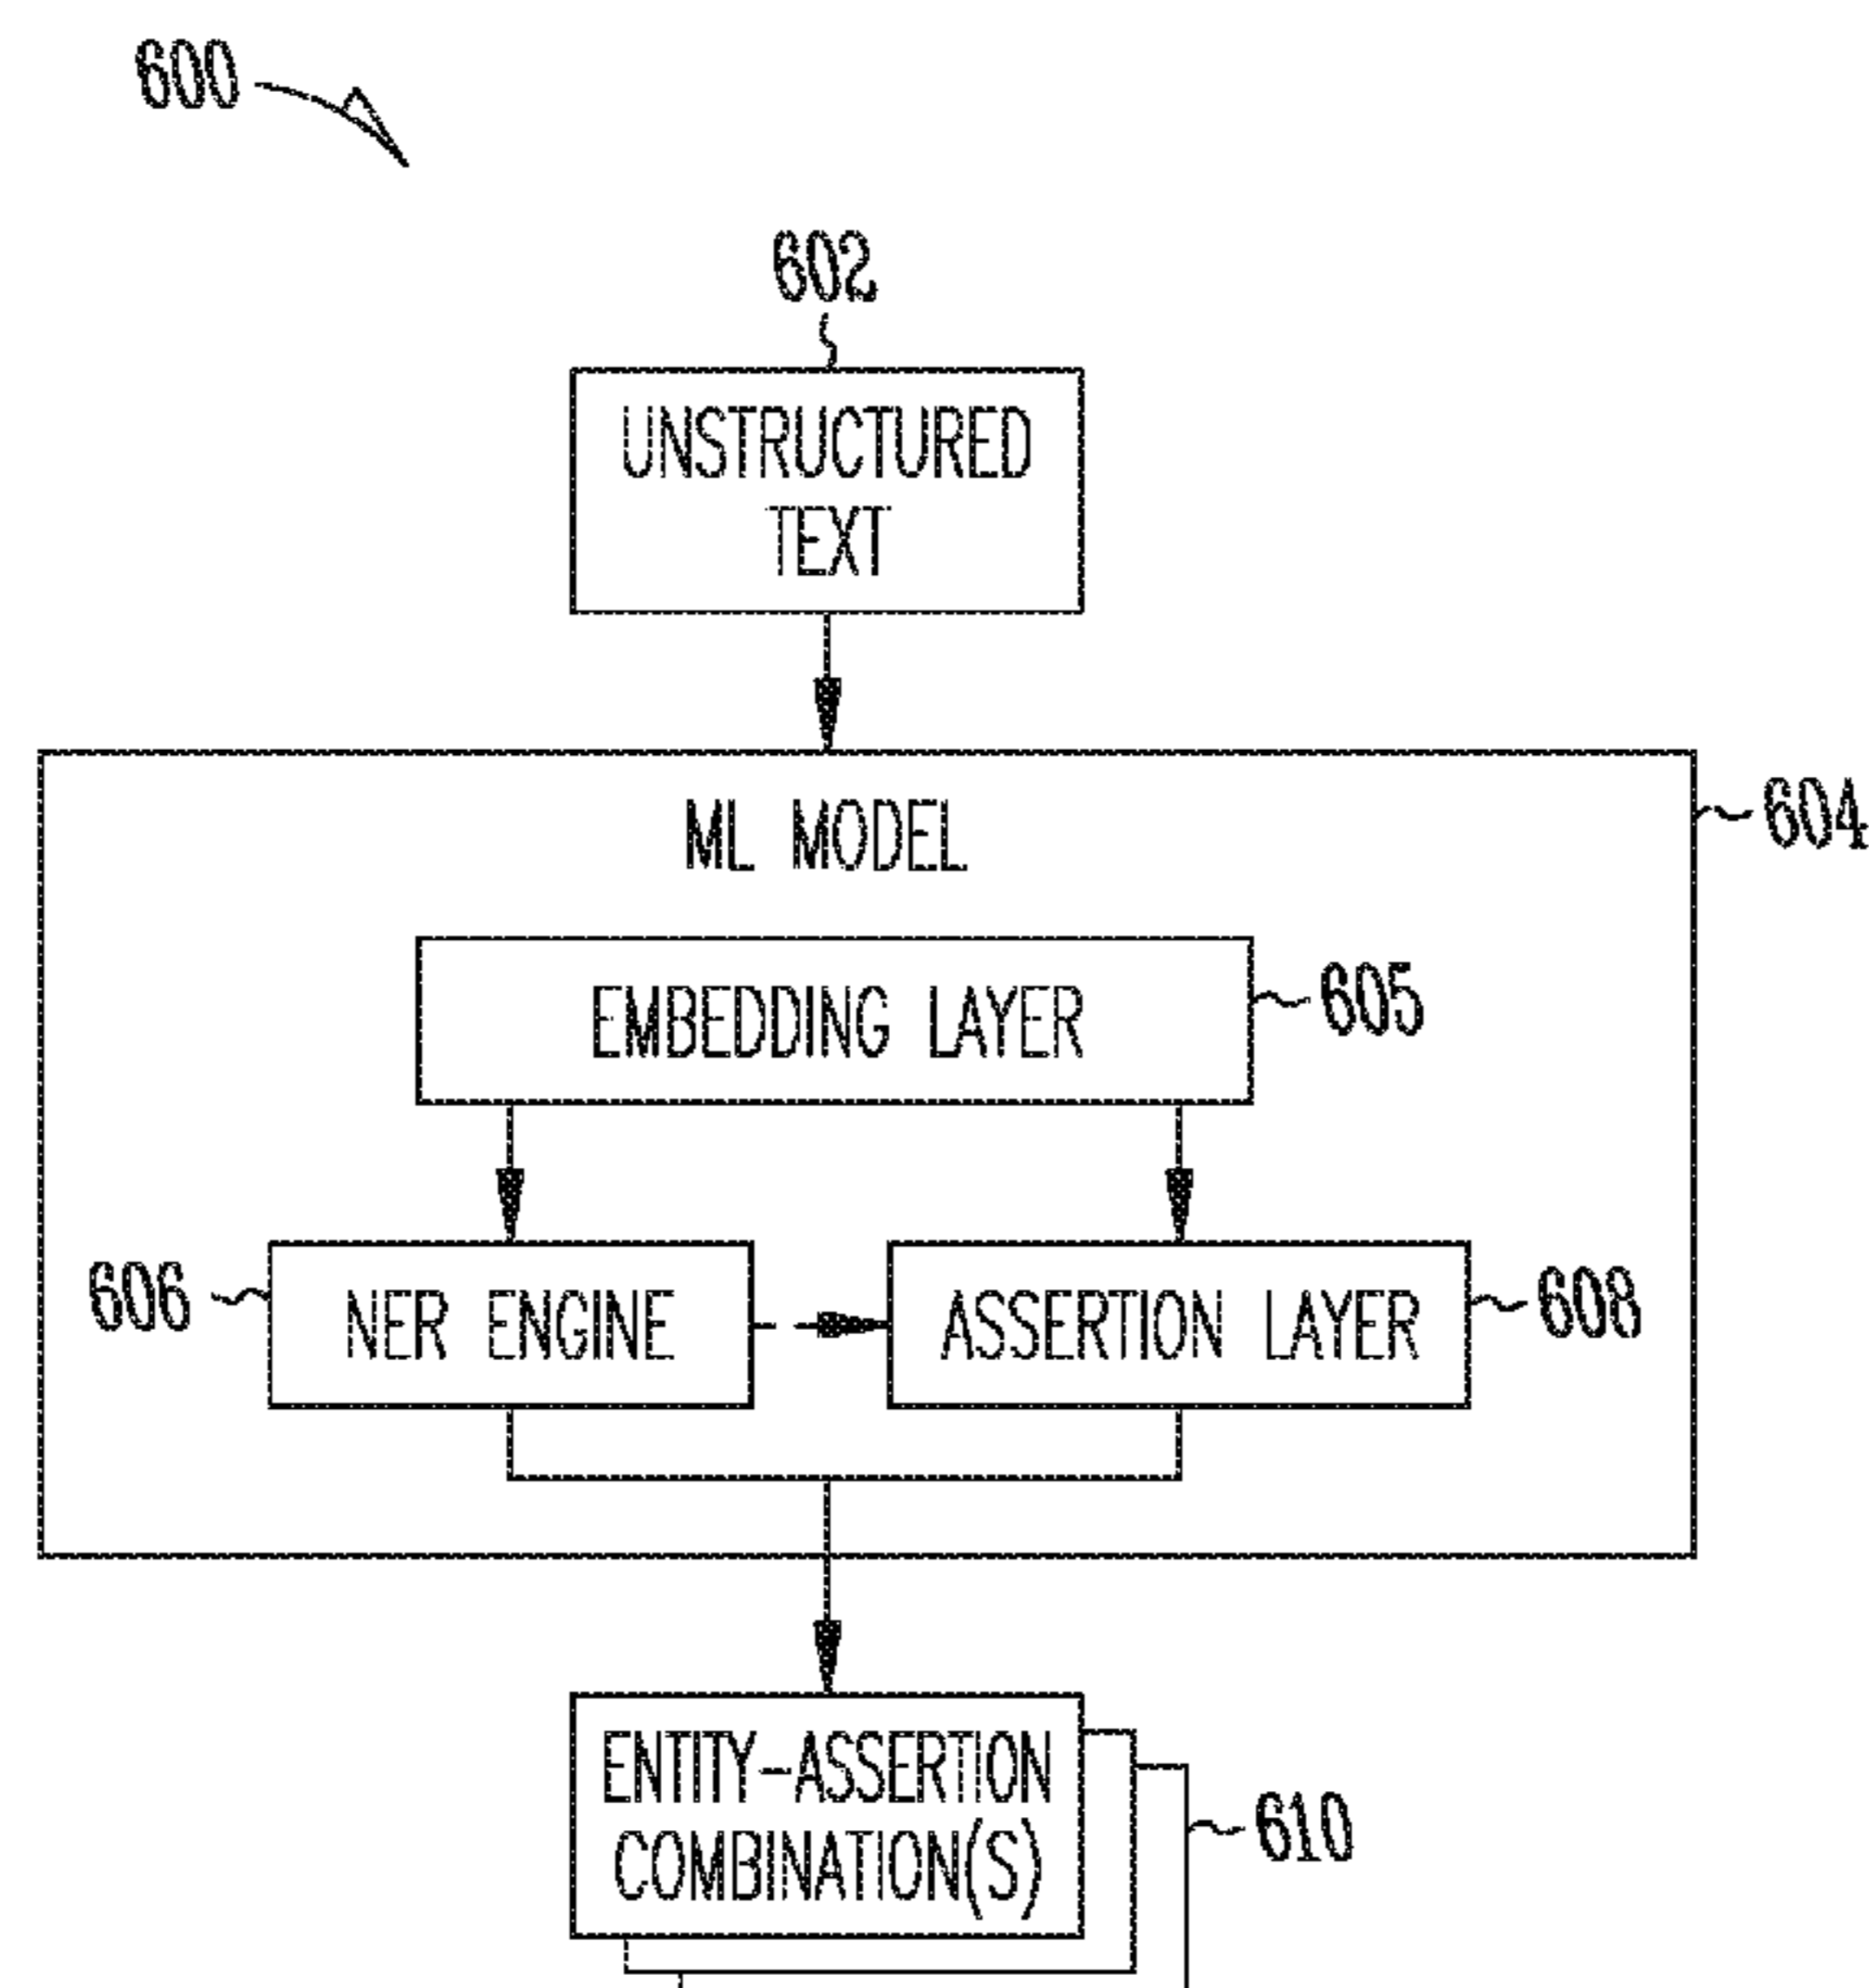 600
602
UNSTRUCTURED
TEXT
ML MODEL
604
EMBEDDING LAYER
605
606
NER ENGINE
ASSERTION LAYER
608
ENTITY-ASSERTION
COMBINATION(S)
610